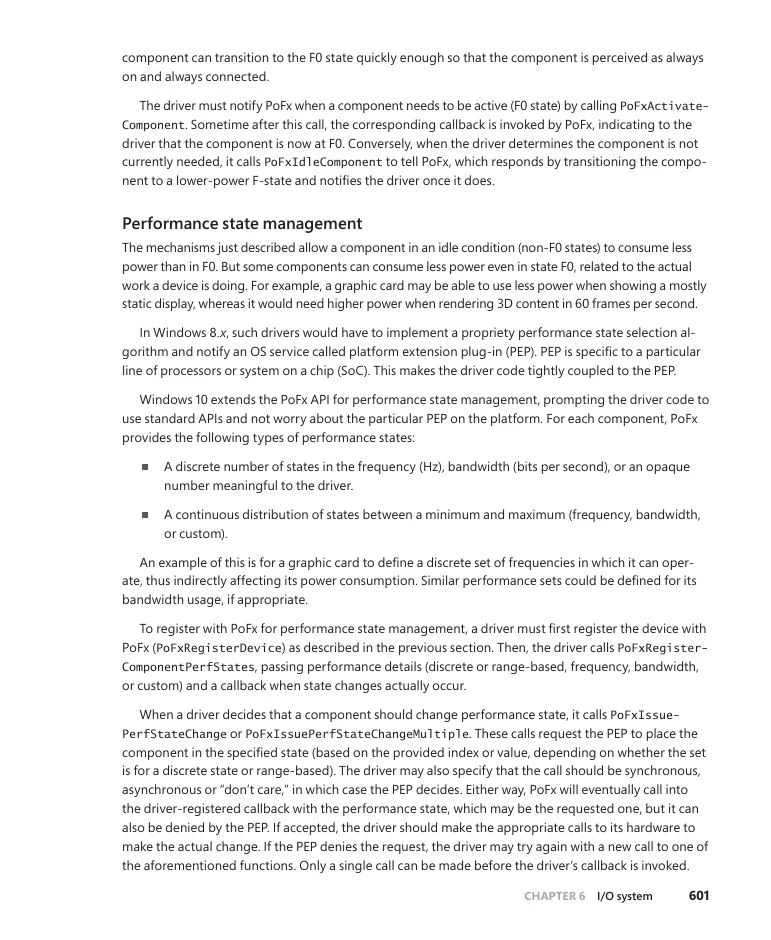 component can transition to the F0 state quickly enough so that the component is perceived as always
on and always connected.
The driver must notify PoFx when a component needs to be active (F0 state) by calling PoFxActivate-
Component. Sometime after this call, the corresponding callback is invoked by PoFx, indicating to the
driver that the component is now at F0. Conversely, when the driver determines the component is not
currently needed, it calls PoFxIdleComponent to tell PoFx, which responds by transitioning the compo-
nent to a lower-power F-state and notifies the driver once it does.
Performance state management
The mechanisms just described allow a component in an idle condition (non-F0 states) to consume less
power than in F0. But some components can consume less power even in state F0, related to the actual
work a device is doing. For example, a graphic card may be able to use less power when showing a mostly
static display, whereas it would need higher power when rendering 3D content in 60 frames per second.
In Windows 8.x, such drivers would have to implement a propriety performance state selection al-
gorithm and notify an OS service called platform extension plug-in (PEP). PEP is specific to a particular
line of processors or system on a chip (SoC). This makes the driver code tightly coupled to the PEP.
Windows 10 extends the PoFx API for performance state management, prompting the driver code to
use standard APIs and not worry about the particular PEP on the platform. For each component, PoFx
provides the following types of performance states:
■ A discrete number of states in the frequency (Hz), bandwidth (bits per second), or an opaque
number meaningful to the driver.
■ A continuous distribution of states between a minimum and maximum (frequency, bandwidth,
or custom).
An example of this is for a graphic card to define a discrete set of frequencies in which it can oper-
ate, thus indirectly affecting its power consumption. Similar performance sets could be defined for its
bandwidth usage, if appropriate.
To register with PoFx for performance state management, a driver must first register the device with
PoFx (PoFxRegisterDevice) as described in the previous section. Then, the driver calls PoFxRegister-
ComponentPerfStates, passing performance details (discrete or range-based, frequency, bandwidth,
or custom) and a callback when state changes actually occur.
When a driver decides that a component should change performance state, it calls PoFxIssue-
PerfStateChange or PoFxIssuePerfStateChangeMultiple. These calls request the PEP to place the
component in the specified state (based on the provided index or value, depending on whether the set
is for a discrete state or range-based). The driver may also specify that the call should be synchronous,
asynchronous or “don’t care,” in which case the PEP decides. Either way, PoFx will eventually call into
the driver-registered callback with the performance state, which may be the requested one, but it can
also be denied by the PEP. If accepted, the driver should make the appropriate calls to its hardware to
make the actual change. If the PEP denies the request, the driver may try again with a new call to one of
the aforementioned functions. Only a single call can be made before the driver’s callback is invoked.
CHAPTER 6 I/O system 601